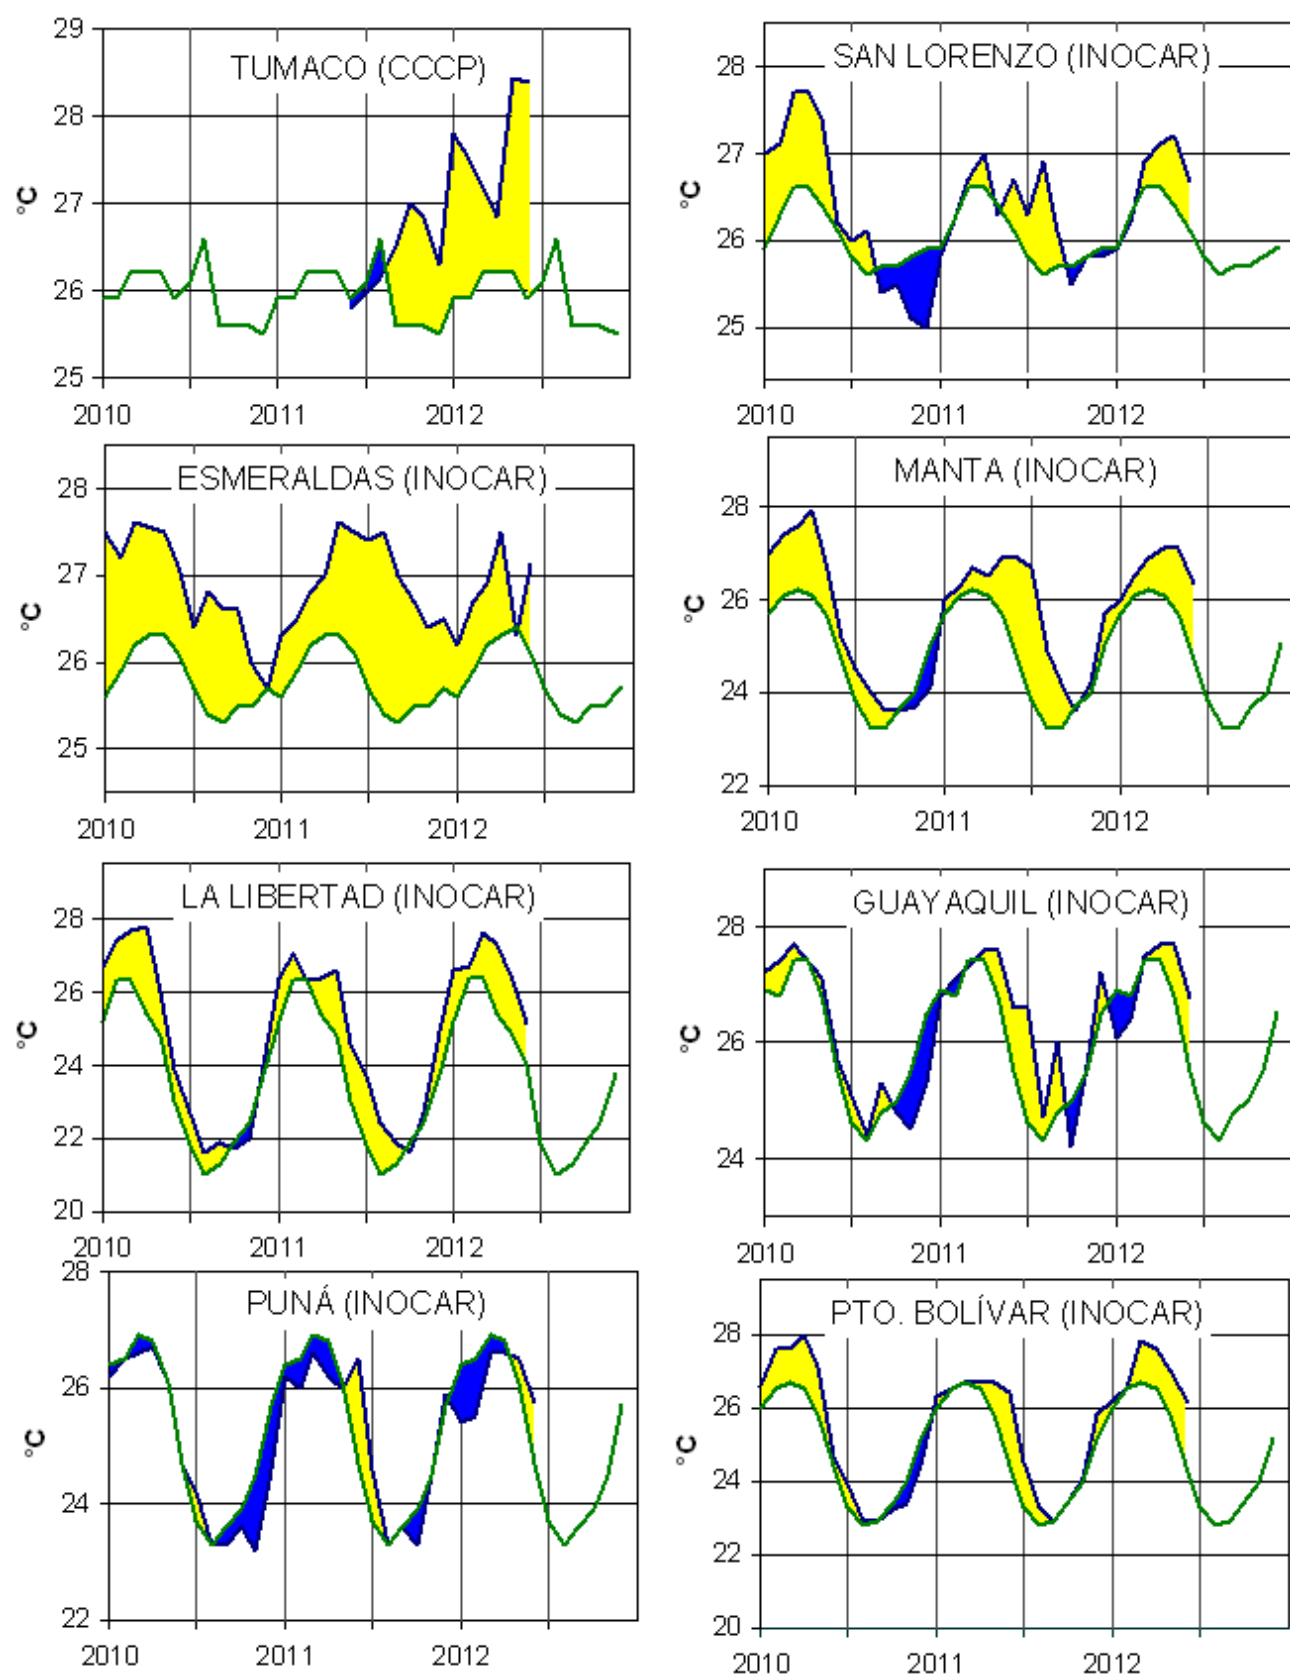 TUMACO (CCCP)
°C
29
28
27
26
25
2010 2011 2012
SAN LORENZO (INOCAR)
°C
28
27
26
25
2010 2011 2012
ESMERALDAS (INOCAR)
°C
28
27
26
25
2010 2011 2012
MANTA (INOCAR)
°C
28
26
24
22
2010 2011 2012
LA LIBERTAD (INOCAR)
°C
28
26
24
22
20
2010 2011 2012
GUAYAQUIL (INOCAR)
°C
28
26
24
2010 2011 2012
PUNÁ (INOCAR)
°C
28
26
24
22
2010 2011 2012
PTO. BOLÍVAR (INOCAR)
°C
28
26
24
22
20
2010 2011 2012